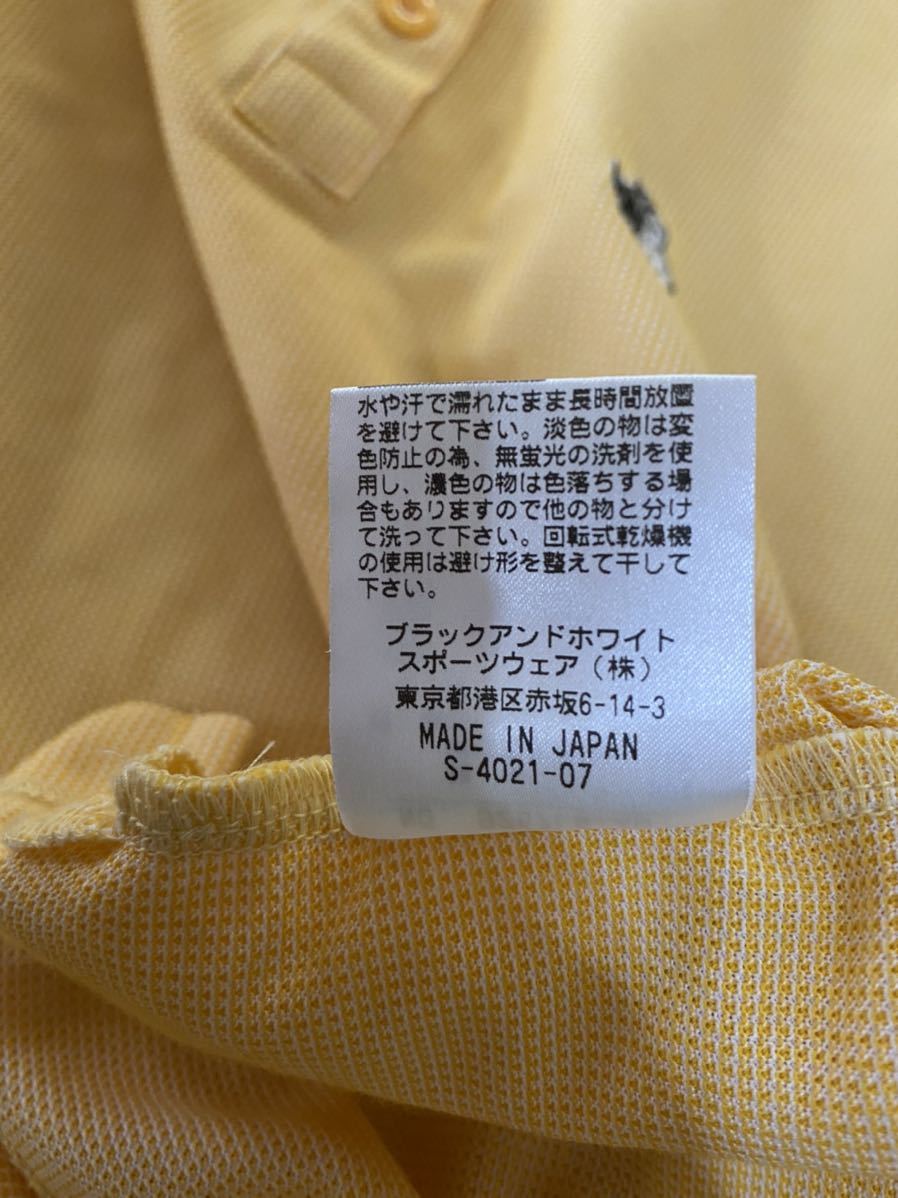 水や汗で濡れたまま長時間放置
を避けて下さい。淡色の物は変
色防止の為、無蛍光の洗剤を使
用し、濃色の物は色落ちする場
合もありますので他の物と分け
て洗って下さい。回転式乾燥機
の使用は避け形を整えて干して
下さい。
ブラックアンドホワイト
スポーツウェア(株)
東京都港区赤坂6-14-3
MADE IN JAPAN
S-4021-07